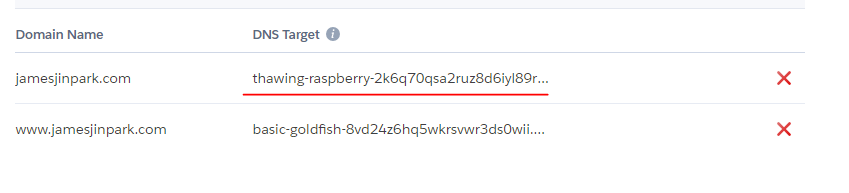 Domain Name DNS Target
jamesjinpark.com thawing-raspberry-2k6q70qsa2ruz8d6iyl89r...
www.jamesjinpark.com basic-goldfish-8vd24z6hq5wkrsvwr3ds0wii....